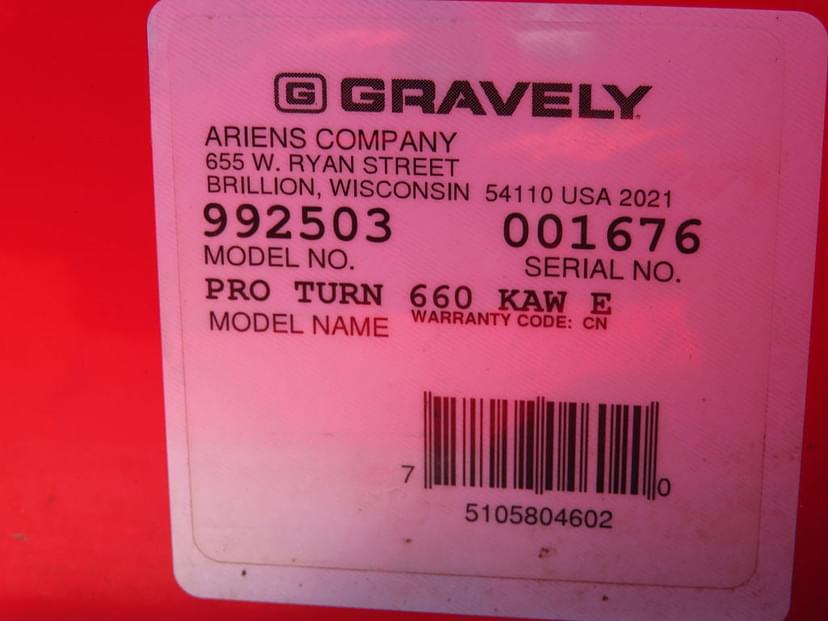 G GRAVELY
ARIENS COMPANY
655 W. RYAN STREET
BRILLION, WISCONSIN 54110 USA 2021
992503 001676
MODEL NO. SERIAL NO.
PRO TURN 660 KAW E
MODEL NAME WARRANTY CODE: CN
7 0
5105804602